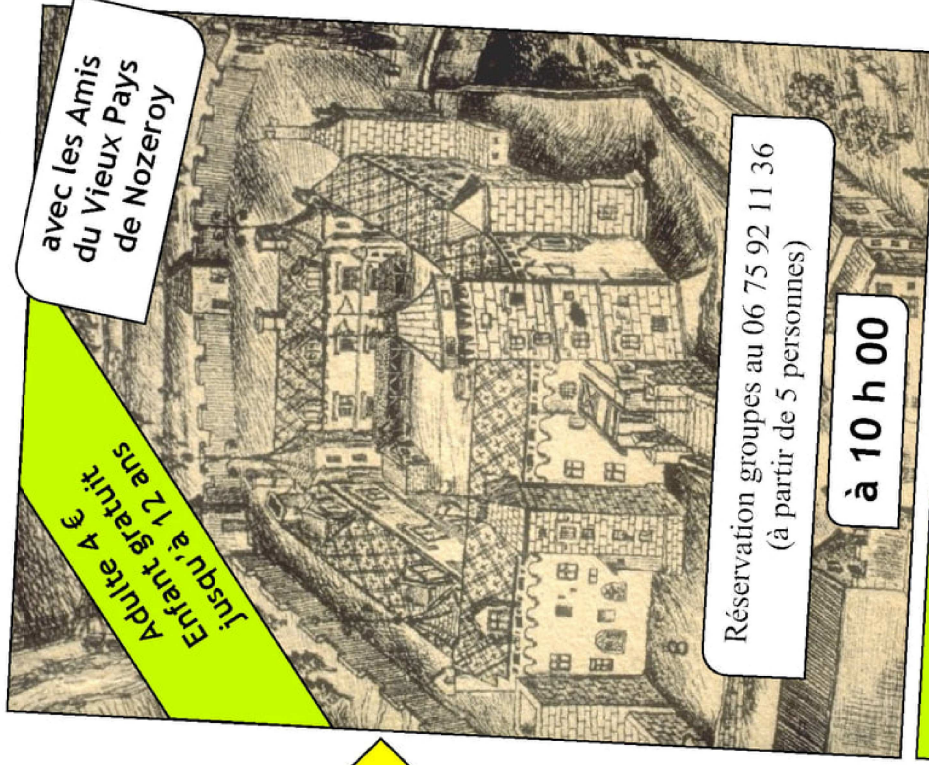 Adulte 4 €
Enfant gratuit
jusqu'à 12 ans
avec les Amis
du Vieux Pays
de Nozeroy
Réservation groupes au 06 75 92 11 36
(à partir de 5 personnes)
à 10 h 00